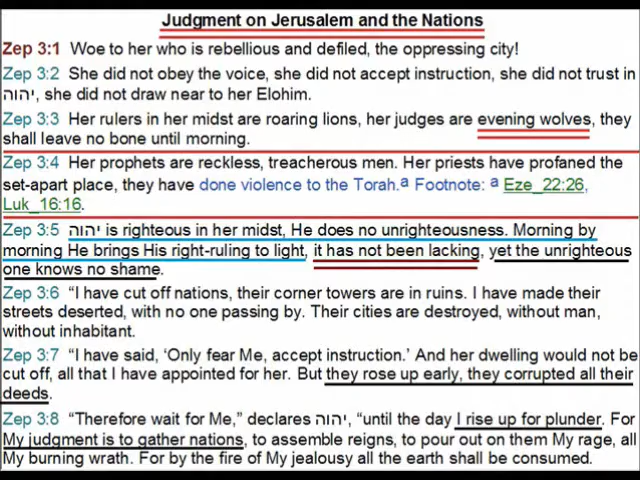 Judgment on Jerusalem and the Nations
Zep 3:1 Woe to her who is rebellious and defiled, the oppressing city!
Zep 3:2 She did not obey the voice, she did not accept instruction, she did not trust in
יהוה, she did not draw near to her Elohim.
Zep 3:3 Her rulers in her midst are roaring lions, her judges are evening wolves, they
shall leave no bone until morning.
Zep 3:4 Her prophets are reckless, treacherous men. Her priests have profaned the
set-apart place, they have done violence to the Torah.a Footnote: a Eze_22:26,
Luk_16:16.
Zep 3:5 יהוה is righteous in her midst, He does no unrighteousness. Morning by
morning He brings His right-ruling to light, it has not been lacking, yet the unrighteous
one knows no shame.
Zep 3:6 “I have cut off nations, their corner towers are in ruins. I have made their
streets deserted, with no one passing by. Their cities are destroyed, without man,
without inhabitant.
Zep 3:7 “I have said, ‘Only fear Me, accept instruction.’ And her dwelling would not be
cut off, all that I have appointed for her. But they rose up early, they corrupted all their
deeds.
Zep 3:8 “Therefore wait for Me,” declares יהוה, “until the day I rise up for plunder. For
My judgment is to gather nations, to assemble reigns, to pour out on them My rage, all
My burning wrath. For by the fire of My jealousy all the earth shall be consumed.